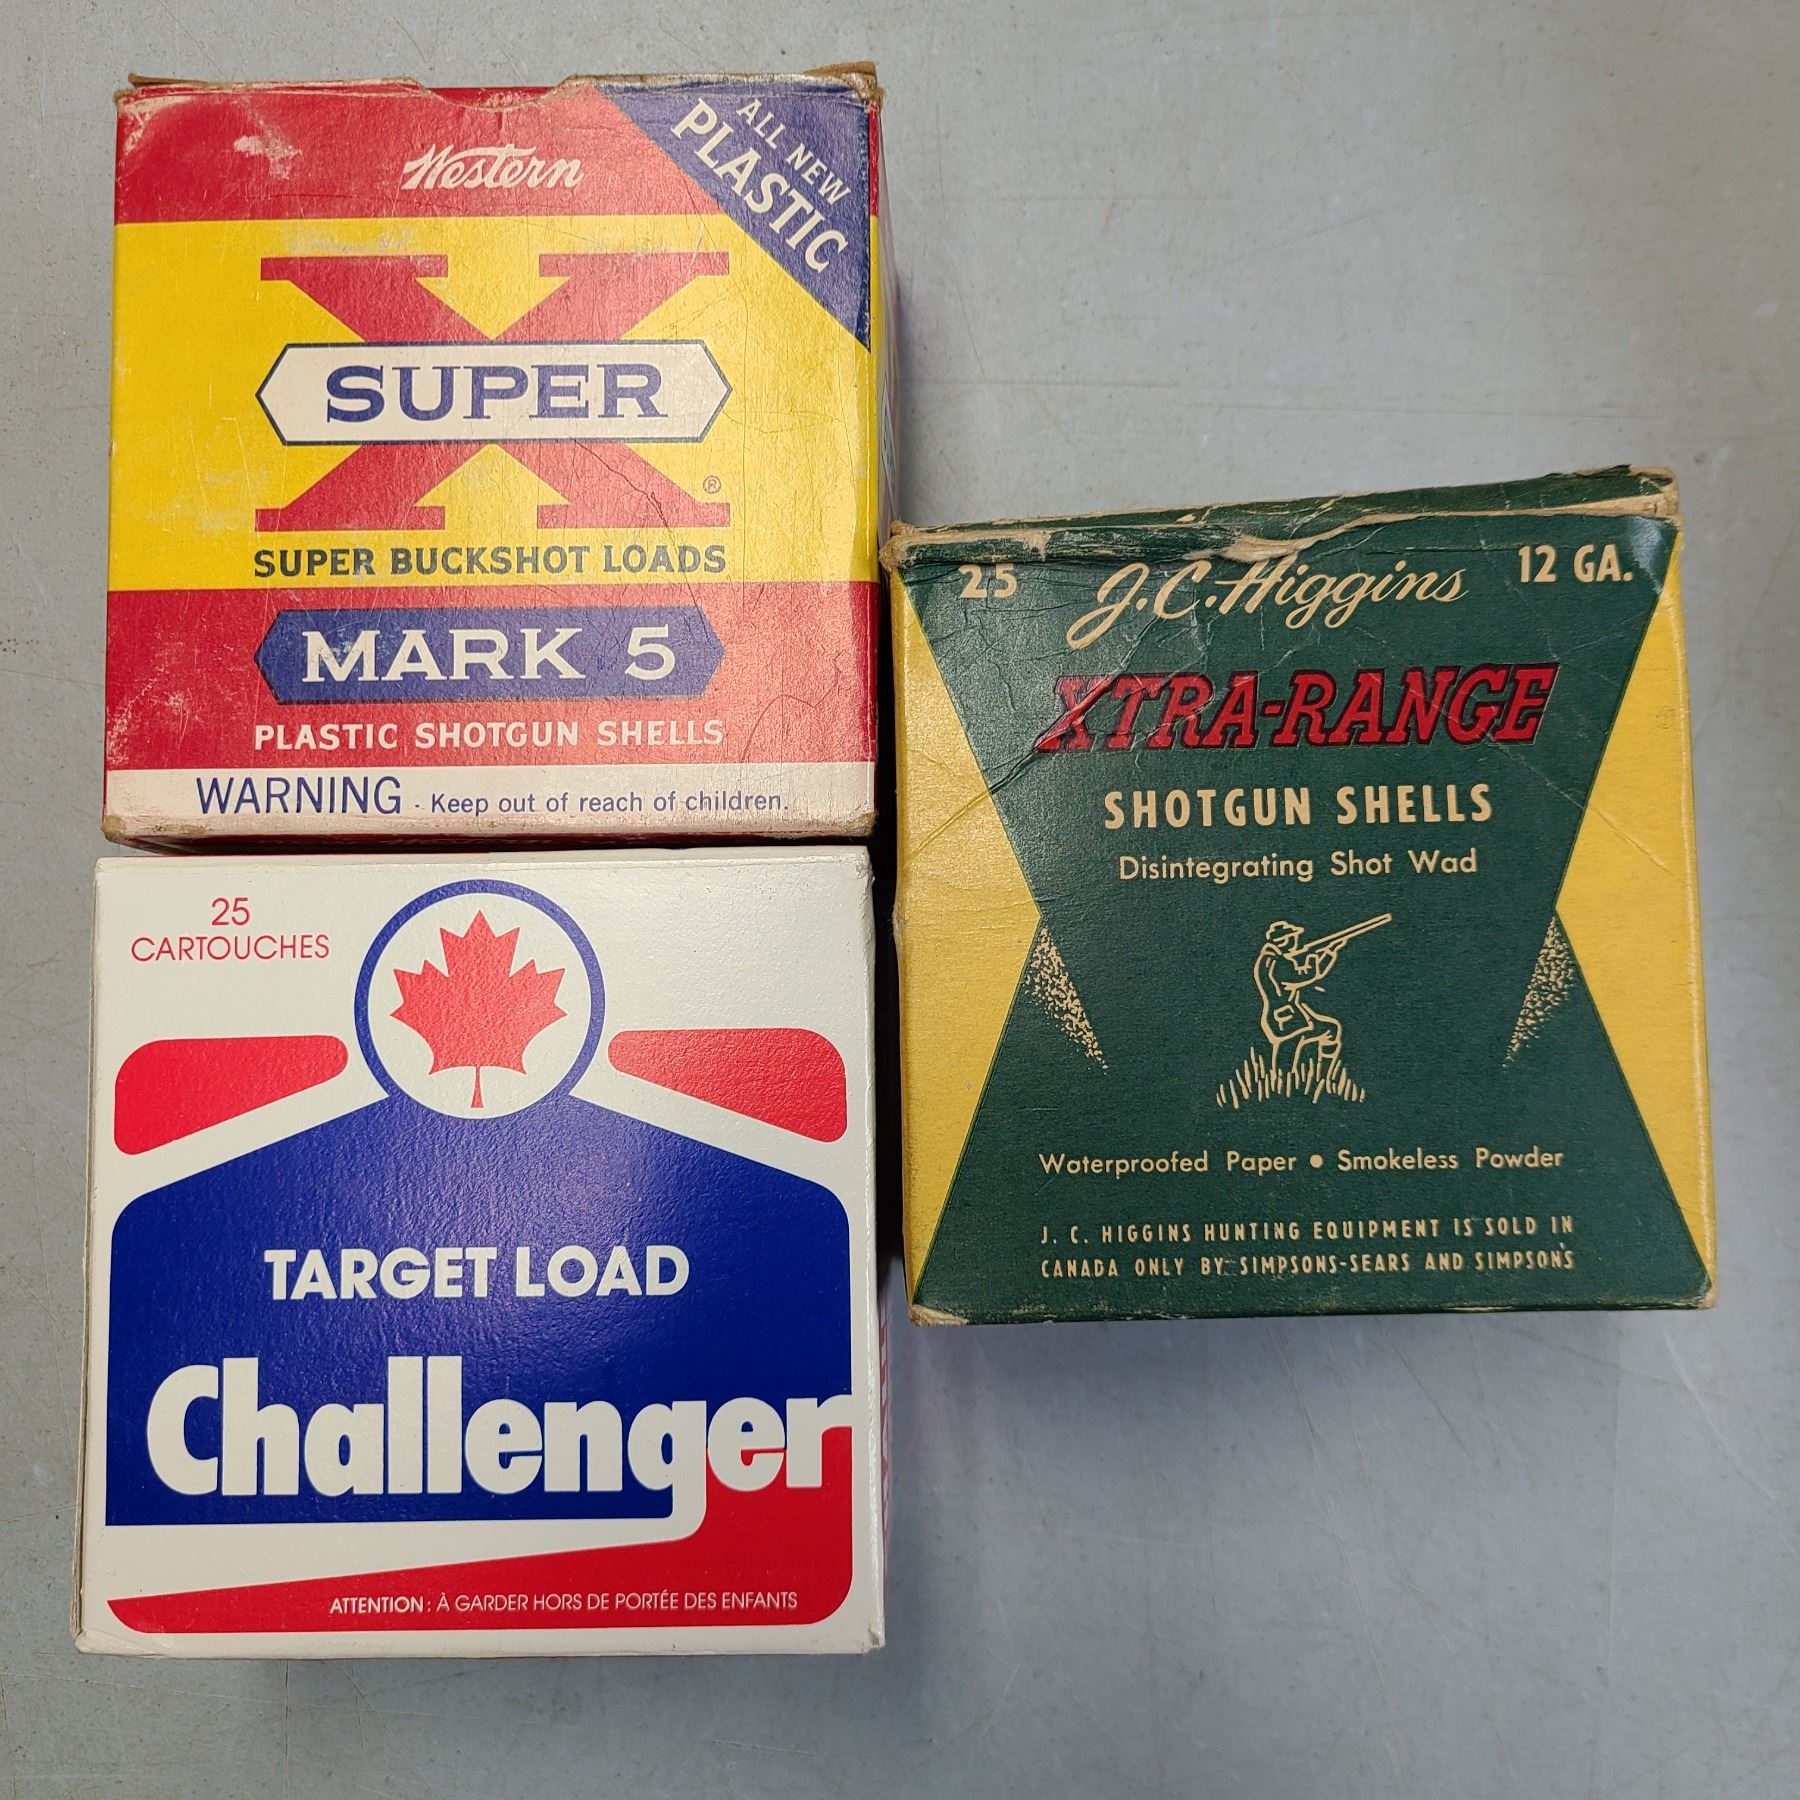 Western
ALL NEW
PLASTIC
X
SUPER
®
SUPER BUCKSHOT LOADS
MARK 5
PLASTIC SHOTGUN SHELLS
WARNING - Keep out of reach of children.
25
CARTOUCHES
TARGET LOAD
Challenger
ATTENTION : À GARDER HORS DE PORTÉE DES ENFANTS
25 J.C. Higgins 12 GA.
XTRA-RANGE
SHOTGUN SHELLS
Disintegrating Shot Wad
Waterproofed Paper • Smokeless Powder
J. C. HIGGINS HUNTING EQUIPMENT IS SOLD IN
CANADA ONLY BY SIMPSONS-SEARS AND SIMPSON'S